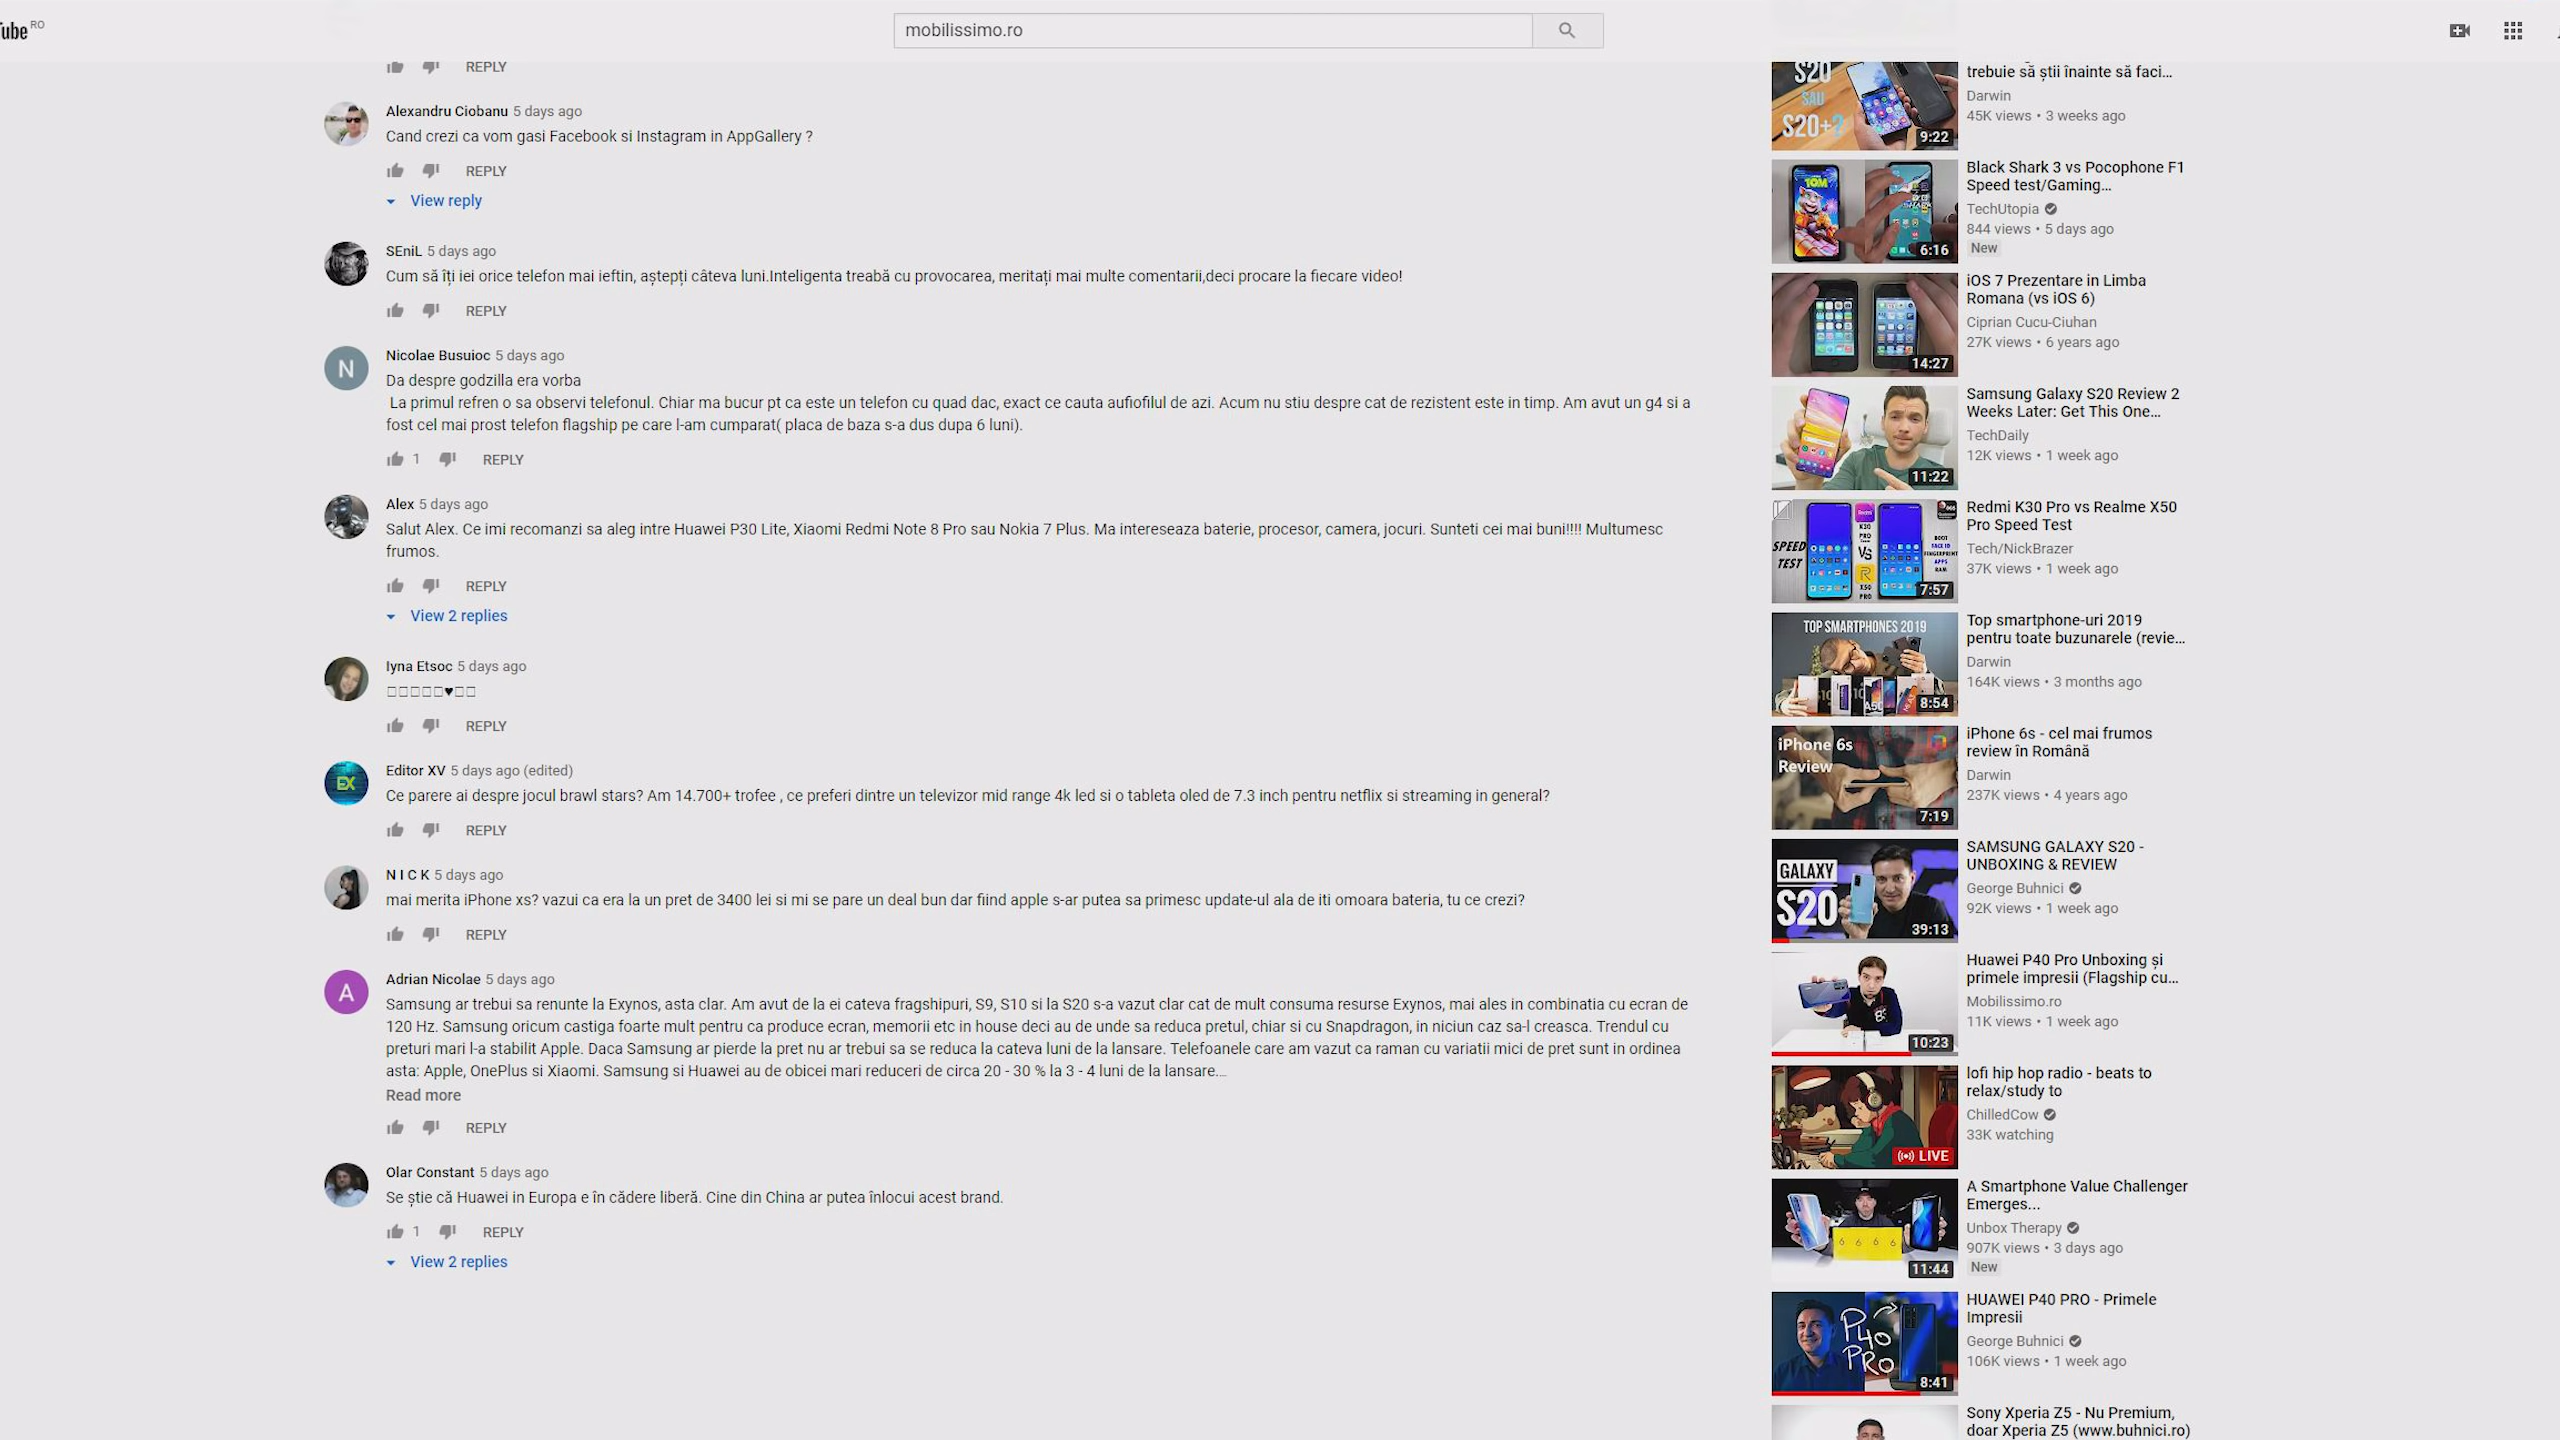 Tube RO
mobilissimo.ro
REPLY
Alexandru Ciobanu 5 days ago
Cand crezi ca vom gasi Facebook si Instagram in AppGallery ?
REPLY
View reply
SEniL 5 days ago
Cum să îți iei orice telefon mai ieftin, aștepți câteva luni.Inteligenta treabă cu provocarea, meritați mai multe comentarii,deci procare la fiecare video!
REPLY
N
Nicolae Busuioc 5 days ago
Da despre godzilla era vorba
La primul refren o sa observi telefonul. Chiar ma bucur pt ca este un telefon cu quad dac, exact ce cauta aufiofilul de azi. Acum nu stiu despre cat de rezistent este in timp. Am avut un g4 si a
fost cel mai prost telefon flagship pe care l-am cumparat( placa de baza s-a dus dupa 6 luni).
1 REPLY
Alex 5 days ago
Salut Alex. Ce imi recomanzi sa aleg intre Huawei P30 Lite, Xiaomi Redmi Note 8 Pro sau Nokia 7 Plus. Ma intereseaza baterie, procesor, camera, jocuri. Sunteti cei mai buni!!!! Multumesc
frumos.
REPLY
View 2 replies
Iyna Etsoc 5 days ago
□□□□□♥□□
REPLY
EX
Editor XV 5 days ago (edited)
Ce parere ai despre jocul brawl stars? Am 14.700+ trofee , ce preferi dintre un televizor mid range 4k led si o tableta oled de 7.3 inch pentru netflix si streaming in general?
REPLY
N I C K 5 days ago
mai merita iPhone xs? vazui ca era la un pret de 3400 lei si mi se pare un deal bun dar fiind apple s-ar putea sa primesc update-ul ala de iti omoara bateria, tu ce crezi?
REPLY
A
Adrian Nicolae 5 days ago
Samsung ar trebui sa renunte la Exynos, asta clar. Am avut de la ei cateva fragshipuri, S9, S10 si la S20 s-a vazut clar cat de mult consuma resurse Exynos, mai ales in combinatia cu ecran de
120 Hz. Samsung oricum castiga foarte mult pentru ca produce ecran, memorii etc in house deci au de unde sa reduca pretul, chiar si cu Snapdragon, in niciun caz sa-l creasca. Trendul cu
preturi mari l-a stabilit Apple. Daca Samsung ar pierde la pret nu ar trebui sa se reduca la cateva luni de la lansare. Telefoanele care am vazut ca raman cu variatii mici de pret sunt in ordinea
asta: Apple, OnePlus si Xiaomi. Samsung si Huawei au de obicei mari reduceri de circa 20 - 30 % la 3 - 4 luni de la lansare...
Read more
REPLY
Olar Constant 5 days ago
Se știe că Huawei in Europa e în cădere liberă. Cine din China ar putea înlocui acest brand.
1 REPLY
View 2 replies
S20
SAU
S20+?
9:22
trebuie să știi înainte să faci...
Darwin
45K views • 3 weeks ago
TOM
6:16
Black Shark 3 vs Pocophone F1
Speed test/Gaming...
TechUtopia
844 views • 5 days ago
New
14:27
iOS 7 Prezentare in Limba
Romana (vs iOS 6)
Ciprian Cucu-Ciuhan
27K views • 6 years ago
11:22
Samsung Galaxy S20 Review 2
Weeks Later: Get This One...
TechDaily
12K views • 1 week ago
SPEED
TEST
K30
PRO
VS
X50
PRO
BOOT
FACE ID
FINGERPRINT
APPS
RAM
7:57
Redmi K30 Pro vs Realme X50
Pro Speed Test
Tech/NickBrazer
37K views • 1 week ago
TOP SMARTPHONES 2019
8:54
Top smartphone-uri 2019
pentru toate buzunarele (revie...
Darwin
164K views • 3 months ago
iPhone 6s
Review
7:19
iPhone 6s - cel mai frumos
review în Română
Darwin
237K views • 4 years ago
GALAXY
S20
39:13
SAMSUNG GALAXY S20 -
UNBOXING & REVIEW
George Buhnici
92K views • 1 week ago
10:23
Huawei P40 Pro Unboxing și
primele impresii (Flagship cu...
Mobilissimo.ro
11K views • 1 week ago
LIVE
lofi hip hop radio - beats to
relax/study to
ChilledCow
33K watching
6 6 6 6
11:44
A Smartphone Value Challenger
Emerges...
Unbox Therapy
907K views • 3 days ago
New
P40
PRO
8:41
HUAWEI P40 PRO - Primele
Impresii
George Buhnici
106K views • 1 week ago
Sony Xperia Z5 - Nu Premium,
doar Xperia Z5 (www.buhnici.ro)